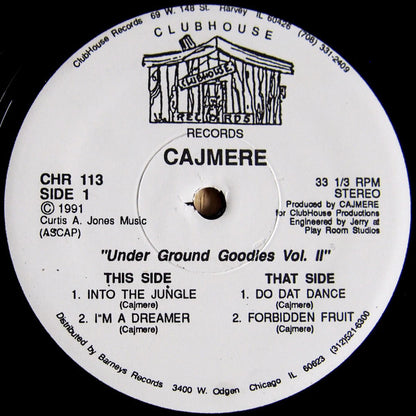 ClubHouse Records 69 W. 148 St. Harvey, IL 60426 (708) 331-2409
CLUBHOUSE
CLUBHOUSE
RECORDS
RECORDS
CAJMERE
CHR 113
SIDE 1
© 1991
Curtis A. Jones Music
(ASCAP)
33 1/3 RPM
STEREO
Produced by CAJMERE
for ClubHouse Productions
Engineered by Jerry at
Play Room Studios
"Under Ground Goodies Vol. II"
THIS SIDE
1. INTO THE JUNGLE
(Cajmere)
2. I"M A DREAMER
(Cajmere)
THAT SIDE
1. DO DAT DANCE
(Cajmere)
2. FORBIDDEN FRUIT
(Cajmere)
Distributed by Barneys Records 3400 W. Odgen Chicago IL 60623 (312)521-6300